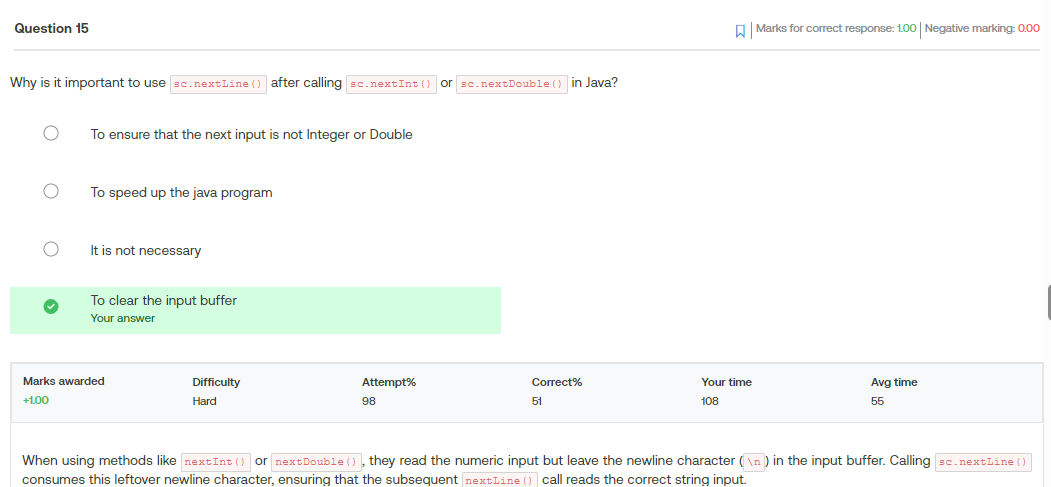 Question 15
Marks for correct response: 1.00 | Negative marking: 0.00
Why is it important to use sc.nextLine() after calling sc.nextInt() or sc.nextDouble() in Java?
To ensure that the next input is not Integer or Double
To speed up the java program
It is not necessary
To clear the input buffer
Your answer
Marks awarded Difficulty Attempt% Correct% Your time Avg time
+1.00 Hard 98 51 108 55
When using methods like nextInt() or nextDouble(), they read the numeric input but leave the newline character (\n) in the input buffer. Calling sc.nextLine()
consumes this leftover newline character, ensuring that the subsequent nextLine() call reads the correct string input.